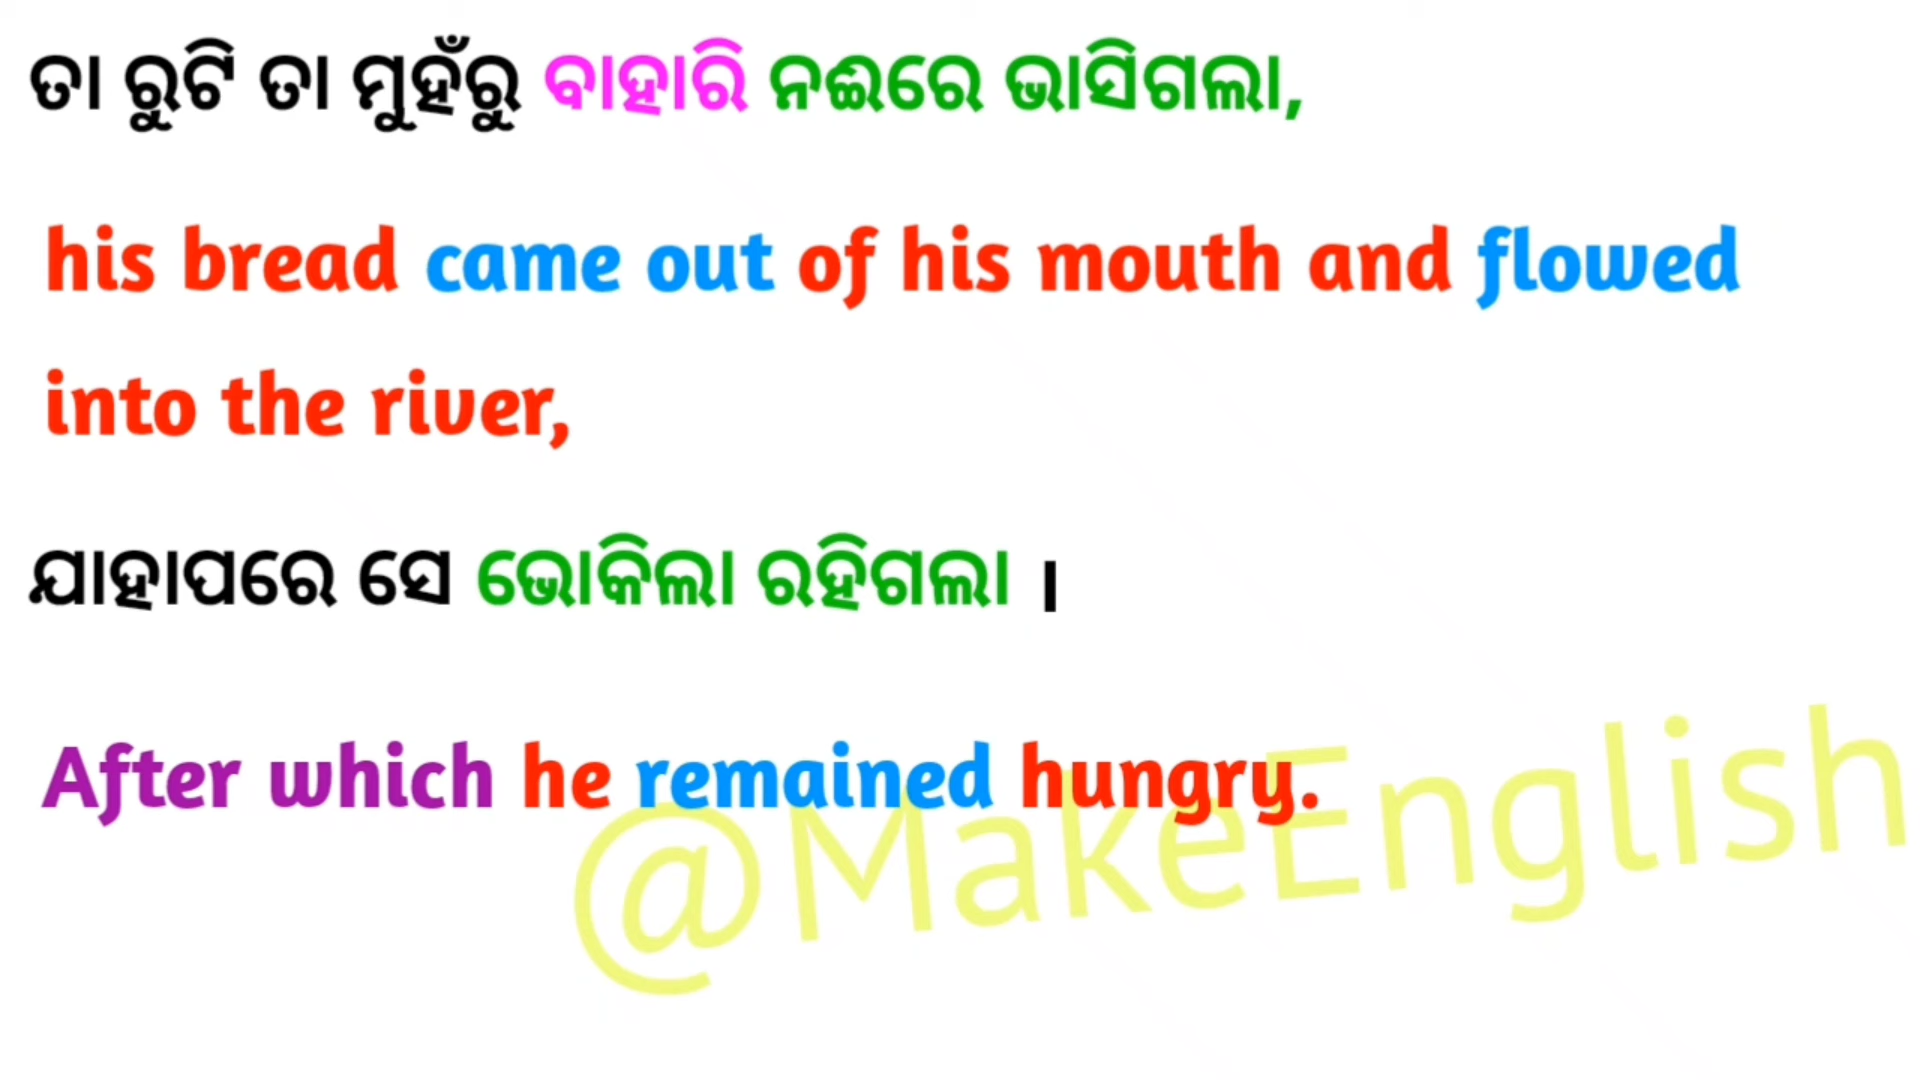 ତା ରୁଟି ତା ମୁହଁରୁ ବାହାରି ନଈରେ ଭାସିଗଲା,
his bread came out of his mouth and flowed
into the river,
ଯାହାପରେ ସେ ଭୋକିଲା ରହିଗଲା ।
After which he remained hungry.
@MakeEnglish